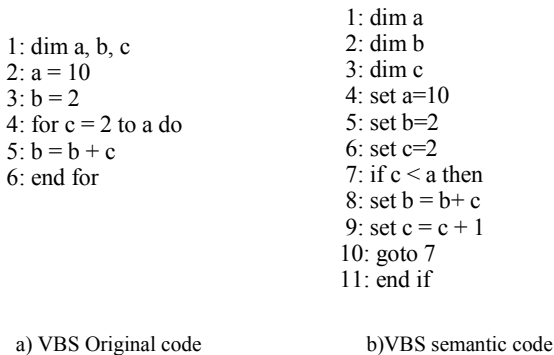 1: dim a, b, c
2: a = 10
3: b = 2
4: for c = 2 to a do
5: b = b + c
6: end for
a) VBS Original code
1: dim a
2: dim b
3: dim c
4: set a=10
5: set b=2
6: set c=2
7: if c < a then
8: set b = b+ c
9: set c = c + 1
10: goto 7
11: end if
b)VBS semantic code